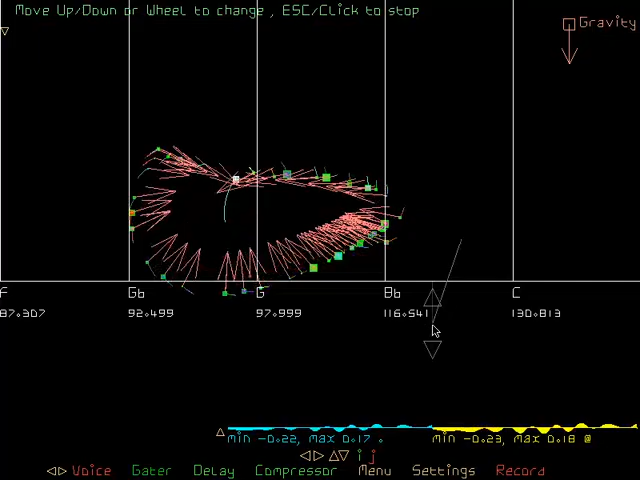 Move Up/Down or Wheel to change , ESC/Click to stop
Gravity
F Gb G Bb C
87.307 92.499 97.999 116.541 130.813
Min -0.22, Max 0.17 . Min -0.23, Max 0.18 @
i j
Voice Gater Delay Compressor Menu Settings Record